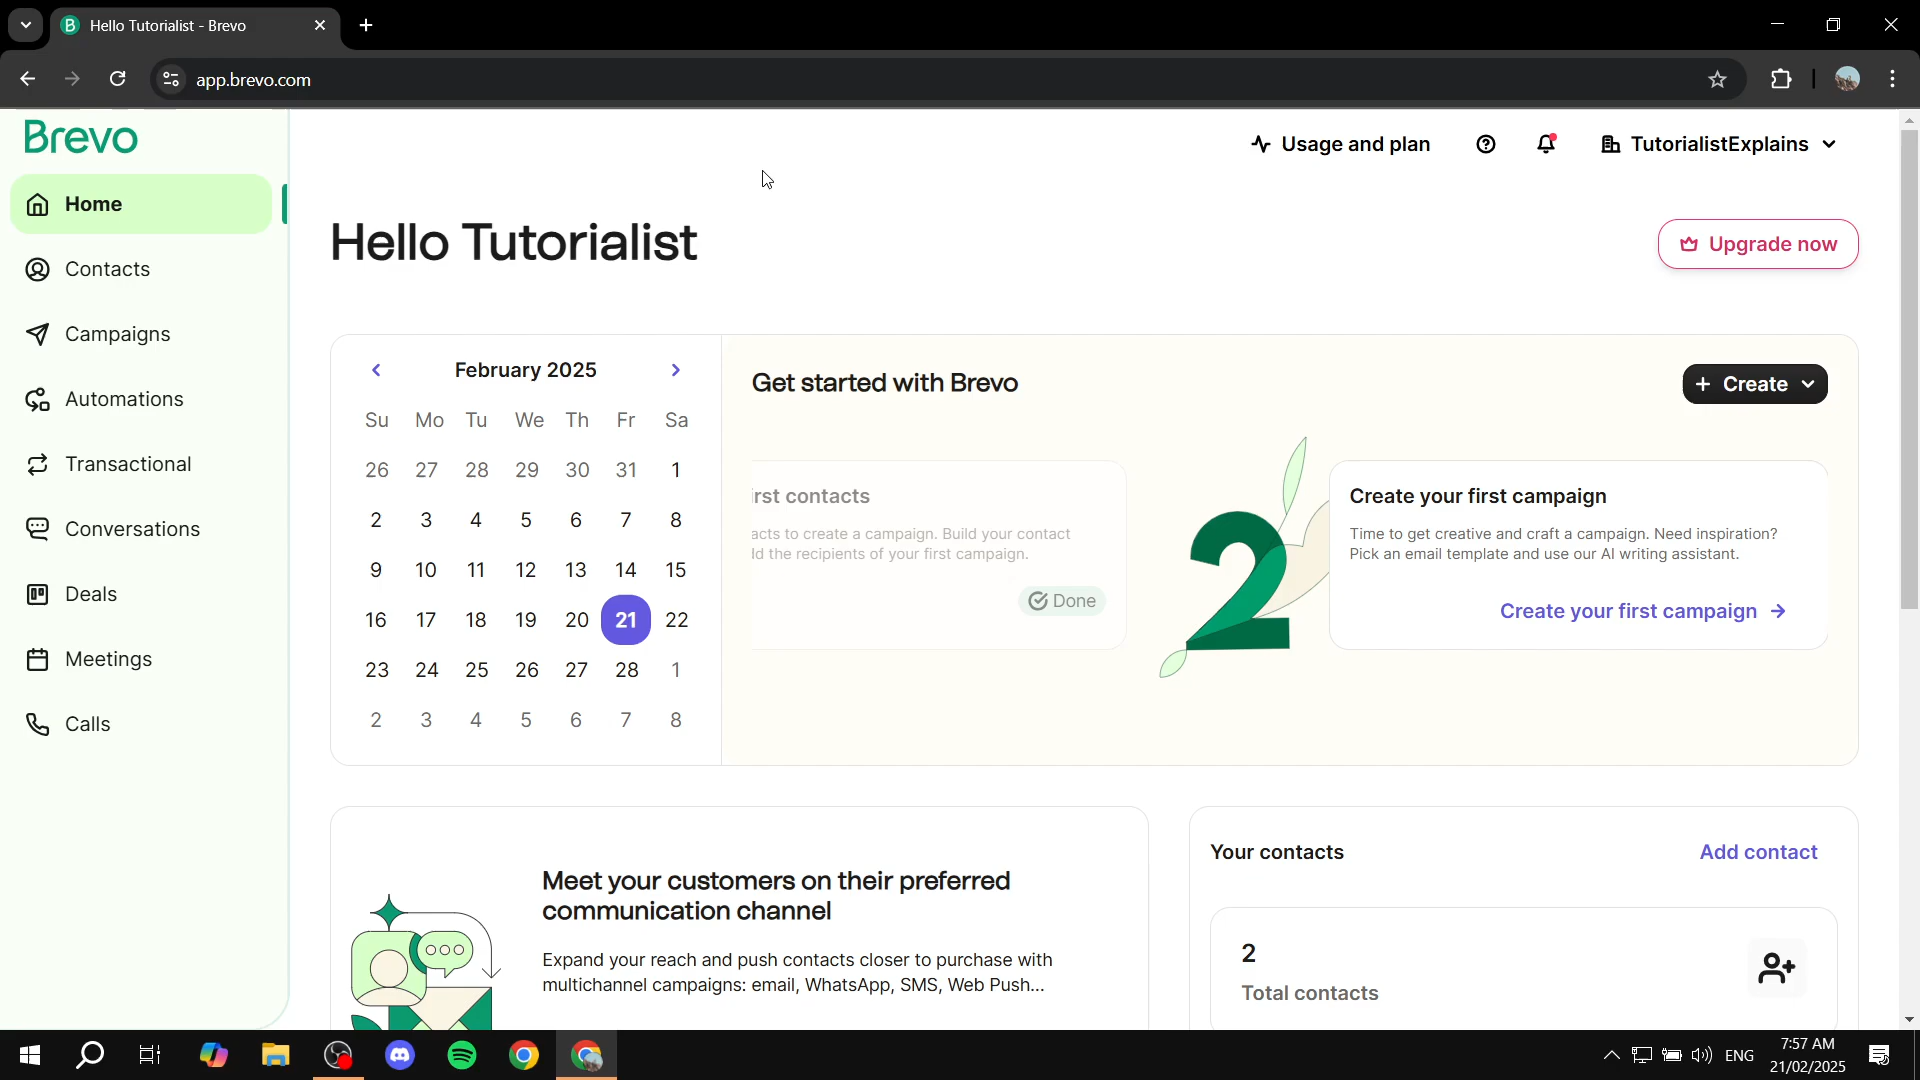 Hello Tutorialist - Brevo
app.brevo.com
Brevo
Home
Contacts
Campaigns
Automations
Transactional
Conversations
Deals
Meetings
Calls
Usage and plan
TutorialistExplains
Hello Tutorialist
Upgrade now
February 2025
Su Mo Tu We Th Fr Sa
26 27 28 29 30 31 1
2 3 4 5 6 7 8
9 10 11 12 13 14 15
16 17 18 19 20 21 22
23 24 25 26 27 28 1
2 3 4 5 6 7 8
Get started with Brevo
Create
irst contacts
acts to create a campaign. Build your contact
ld the recipients of your first campaign.
Done
2
Create your first campaign
Time to get creative and craft a campaign. Need inspiration?
Pick an email template and use our AI writing assistant.
Create your first campaign
Meet your customers on their preferred
communication channel
Expand your reach and push contacts closer to purchase with
multichannel campaigns: email, WhatsApp, SMS, Web Push...
Your contacts
Add contact
2
Total contacts
ENG
7:57 AM
21/02/2025